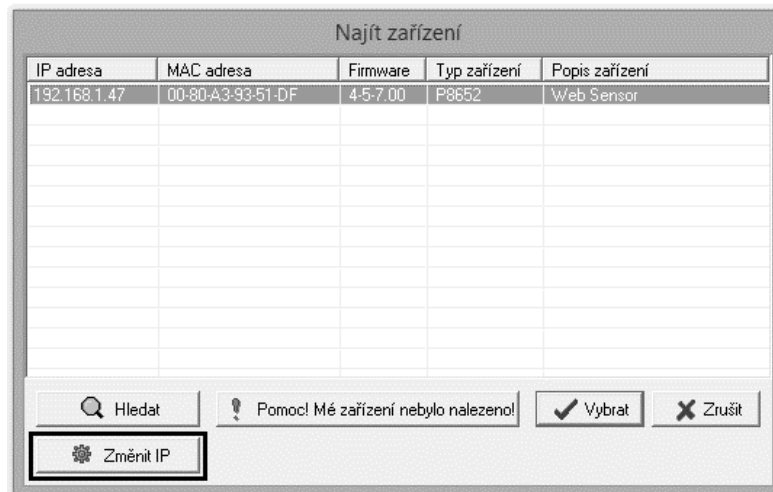 Najít zařízení
IP adresa MAC adresa Firmware Typ zařízení Popis zařízení
192.168.1.47 00-80-A3-93-51-DF 4-5-7.00 P8652 Web Sensor
Hledat Pomoc! Mé zařízení nebylo nalezeno! Vybrat Zrušit
Změnit IP